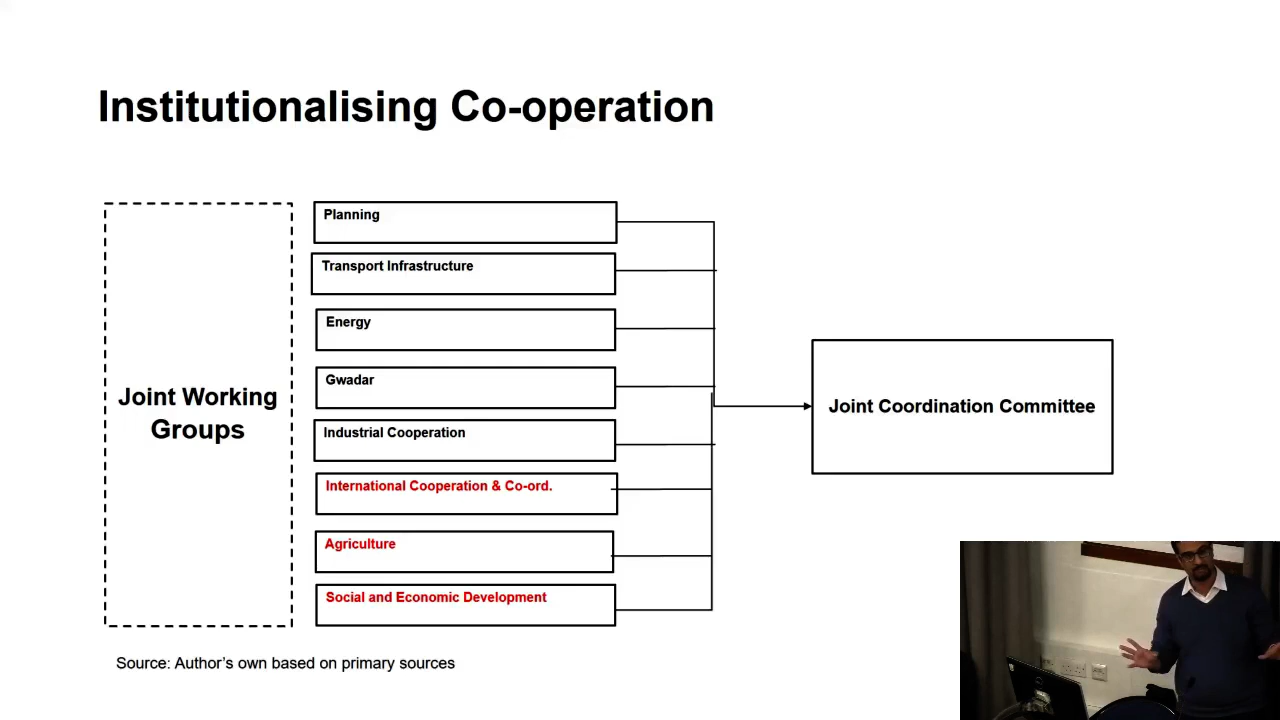 Institutionalising Co-operation
Planning
Transport Infrastructure
Energy
Gwadar
Joint Working
Groups
Industrial Cooperation
International Cooperation & Co-ord.
Agriculture
Social and Economic Development
Joint Coordination Committee
Source: Author's own based on primary sources